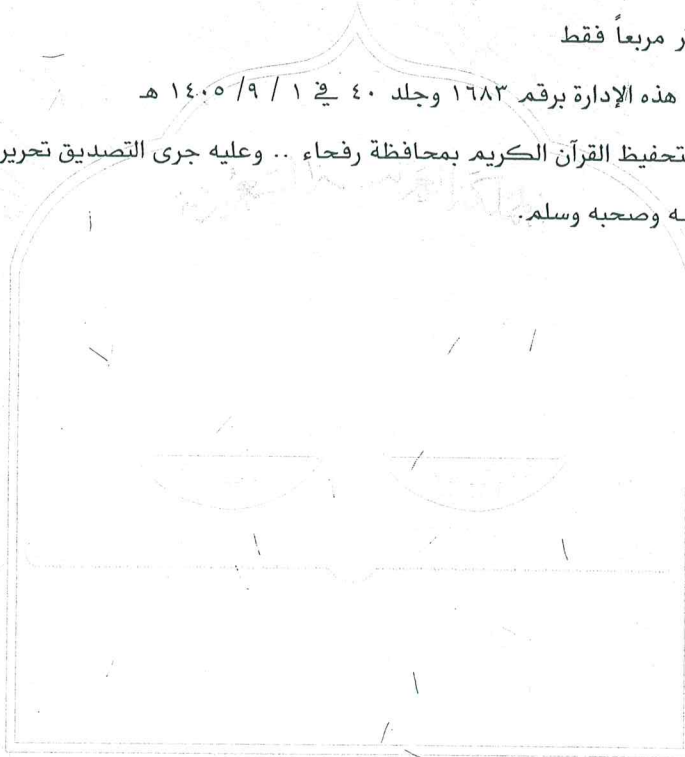 ر مربعاً فقط
هذه الإدارة برقم ١٦٨٣ وجلد ٤٠ في ١ / ٩/ ١٤٠٥ هـ
تحفيظ القرآن الكريم بمحافظة رفحاء .. وعليه جرى التصديق تحرير
ـه وصحبه وسلم.